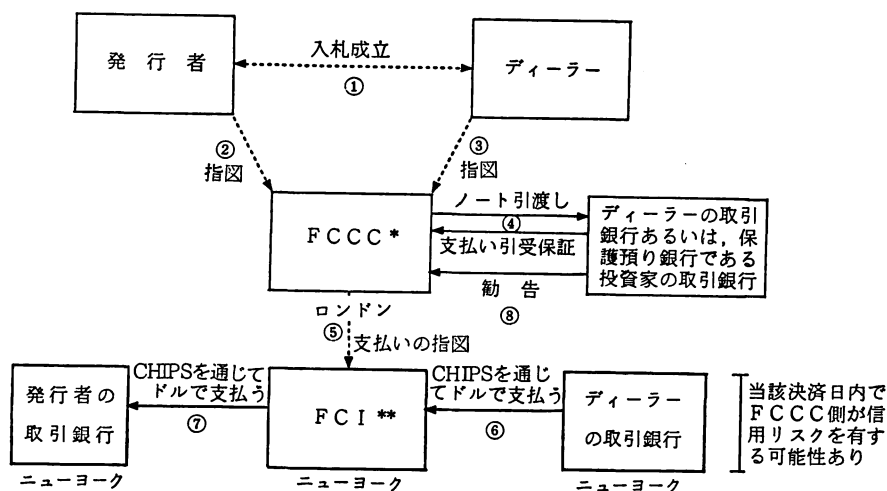 発行者
入札成立
①
ディーラー
②
指図
③
指図
FCCC*
ロンドン
ノート引渡し
④
支払い引受保証
勧告
⑧
ディーラーの取引
銀行あるいは，保
護預り銀行である
投資家の取引銀行
⑤
支払いの指図
発行者の
取引銀行
ニューヨーク
CHIPSを通じて
ドルで支払う
⑦
FCI**
ニューヨーク
CHIPSを通じ
てドルで支払う
⑥
ディーラー
の取引銀行
ニューヨーク
当該決済日内で
FCCC側が信
用リスクを有す
る可能性あり